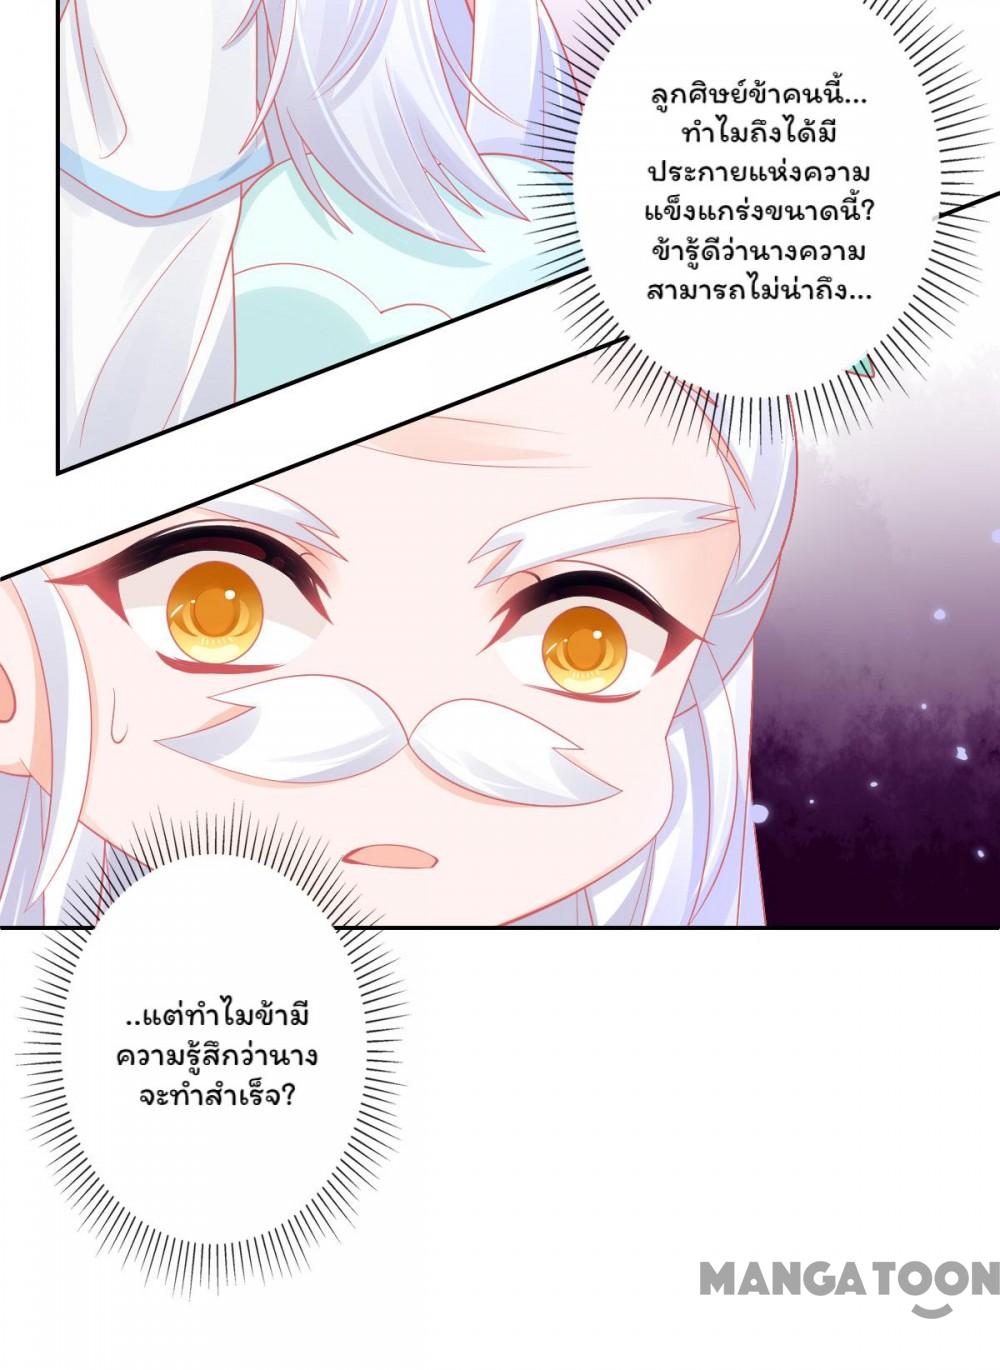 ลูกศิษย์ข้าคนนี้...
ทำไมถึงได้มี
ประกายแห่งความ
แข็งแกร่งขนาดนี้?
ข้ารู้ดีว่านางความ
สามารถไม่น่าถึง...
..แต่ทำไมข้ามี
ความรู้สึกว่านาง
จะทำสำเร็จ?
MANGATOON